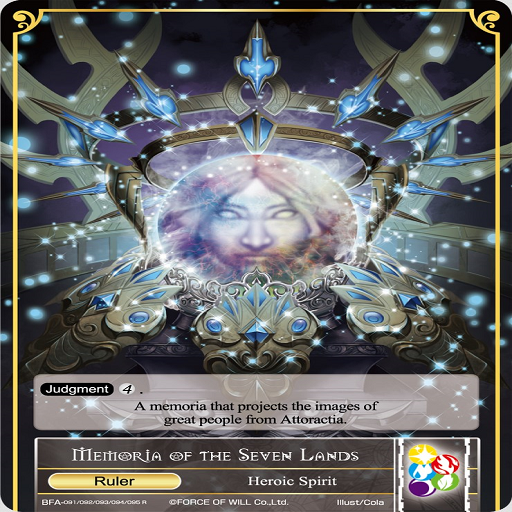 Judgment 4 .
A memoria that projects the images of
great people from Attoractia.
Memoria of the Seven Lands
Ruler Heroic Spirit
BFA-091/092/093/094/095 R ©FORCE OF WILL Co.,Ltd. Illust/Cola